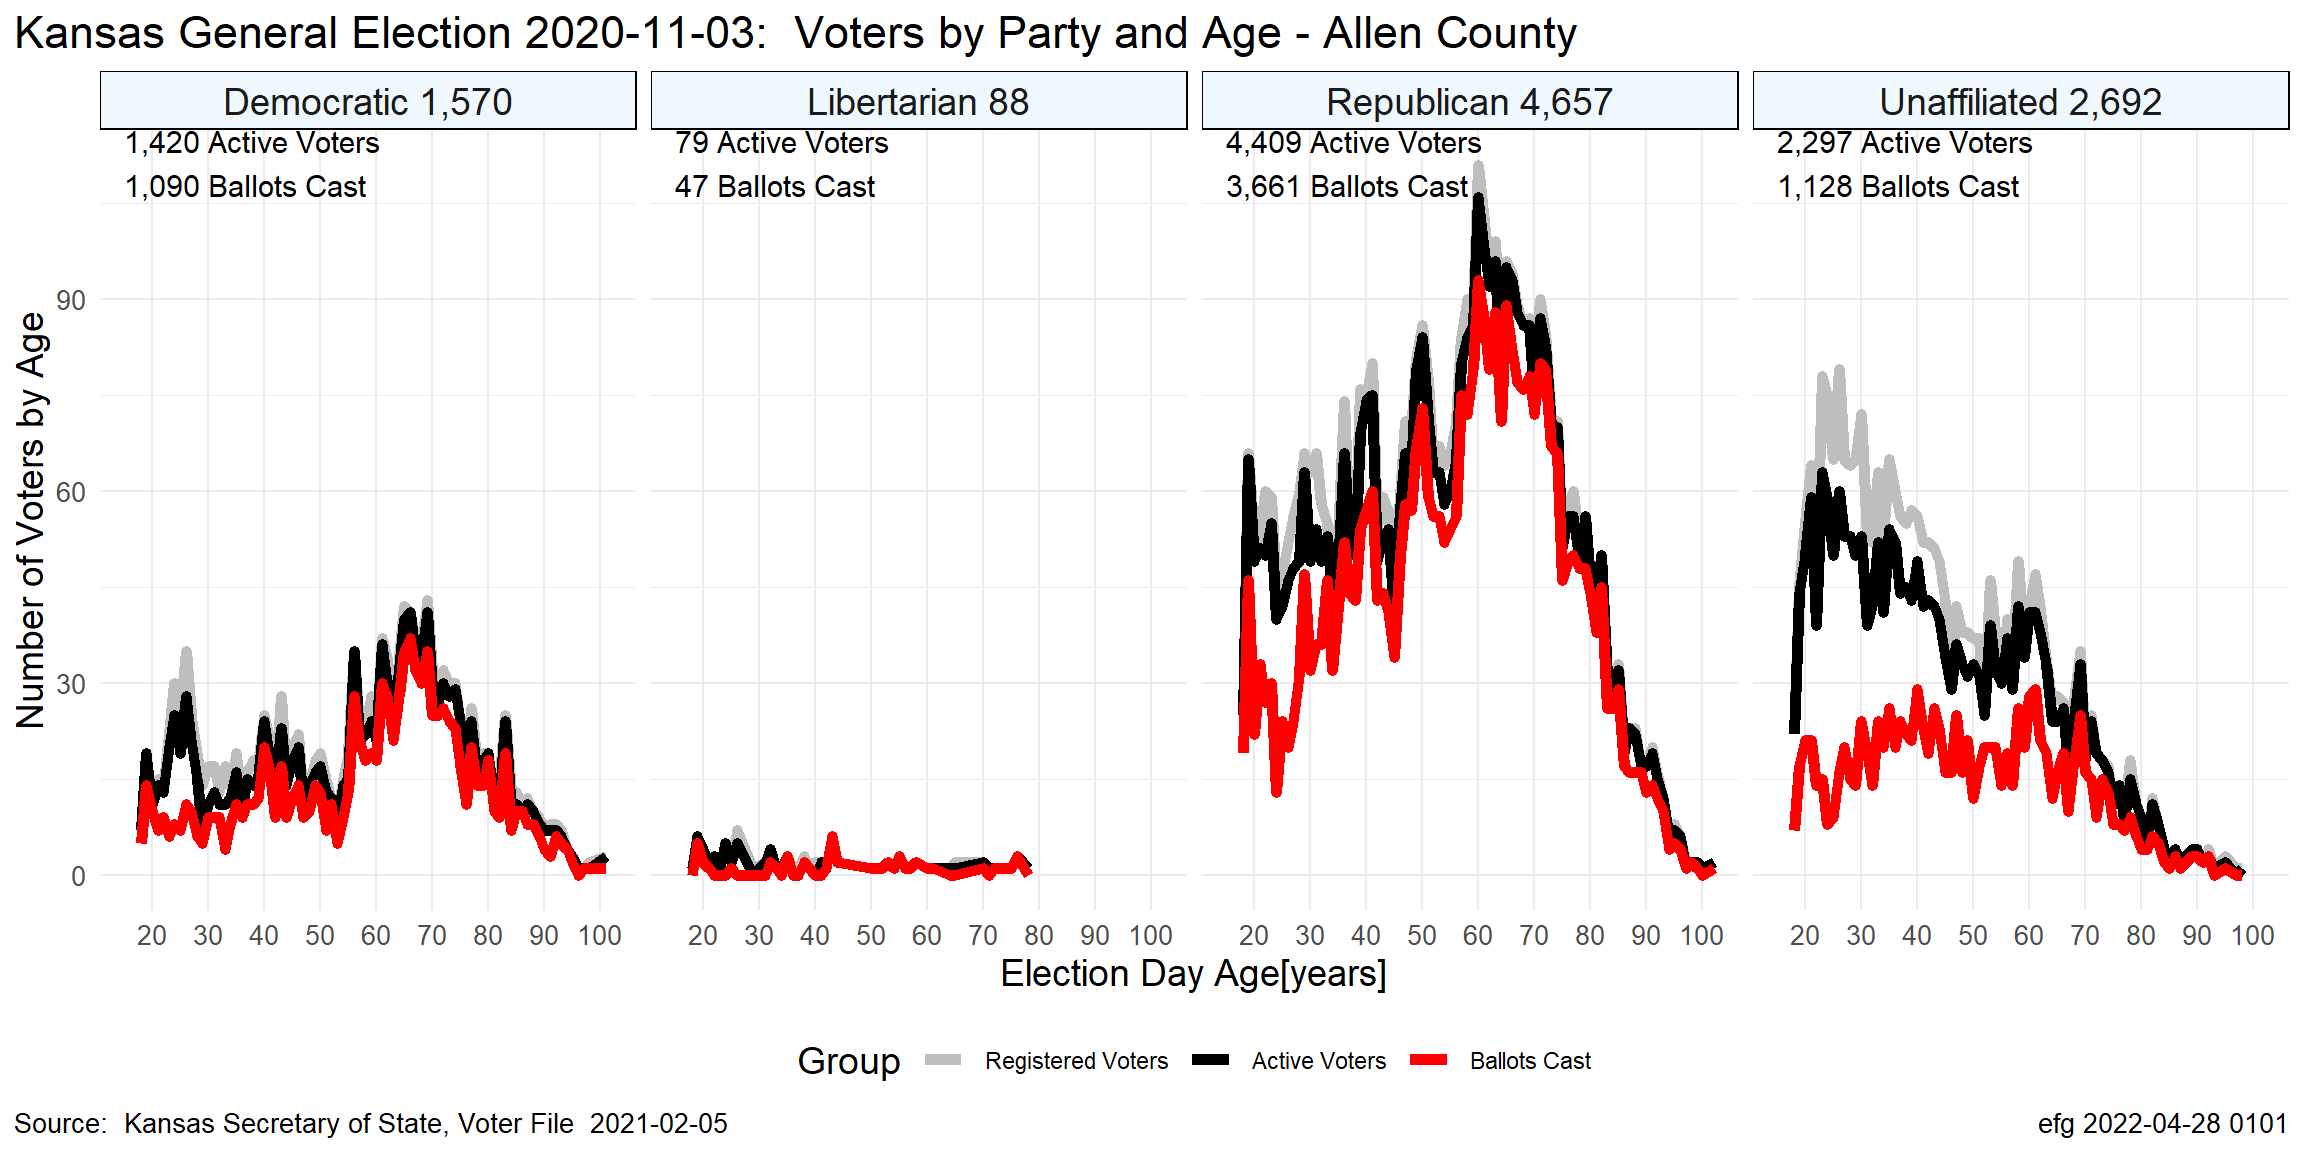 Kansas General Election 2020-11-03:  Voters by Party and Age - Allen County
Democratic 1,570
Libertarian 88
Republican 4,657
Unaffiliated 2,692
1,420 Active Voters
1,090 Ballots Cast
79 Active Voters
47 Ballots Cast
4,409 Active Voters
3,661 Ballots Cast
2,297 Active Voters
1,128 Ballots Cast
Number of Voters by Age
90
60
30
0
20 30 40 50 60 70 80 90 100
20 30 40 50 60 70 80 90 100
20 30 40 50 60 70 80 90 100
20 30 40 50 60 70 80 90 100
Election Day Age[years]
Group Registered Voters Active Voters Ballots Cast
Source:  Kansas Secretary of State, Voter File  2021-02-05
efg 2022-04-28 0101